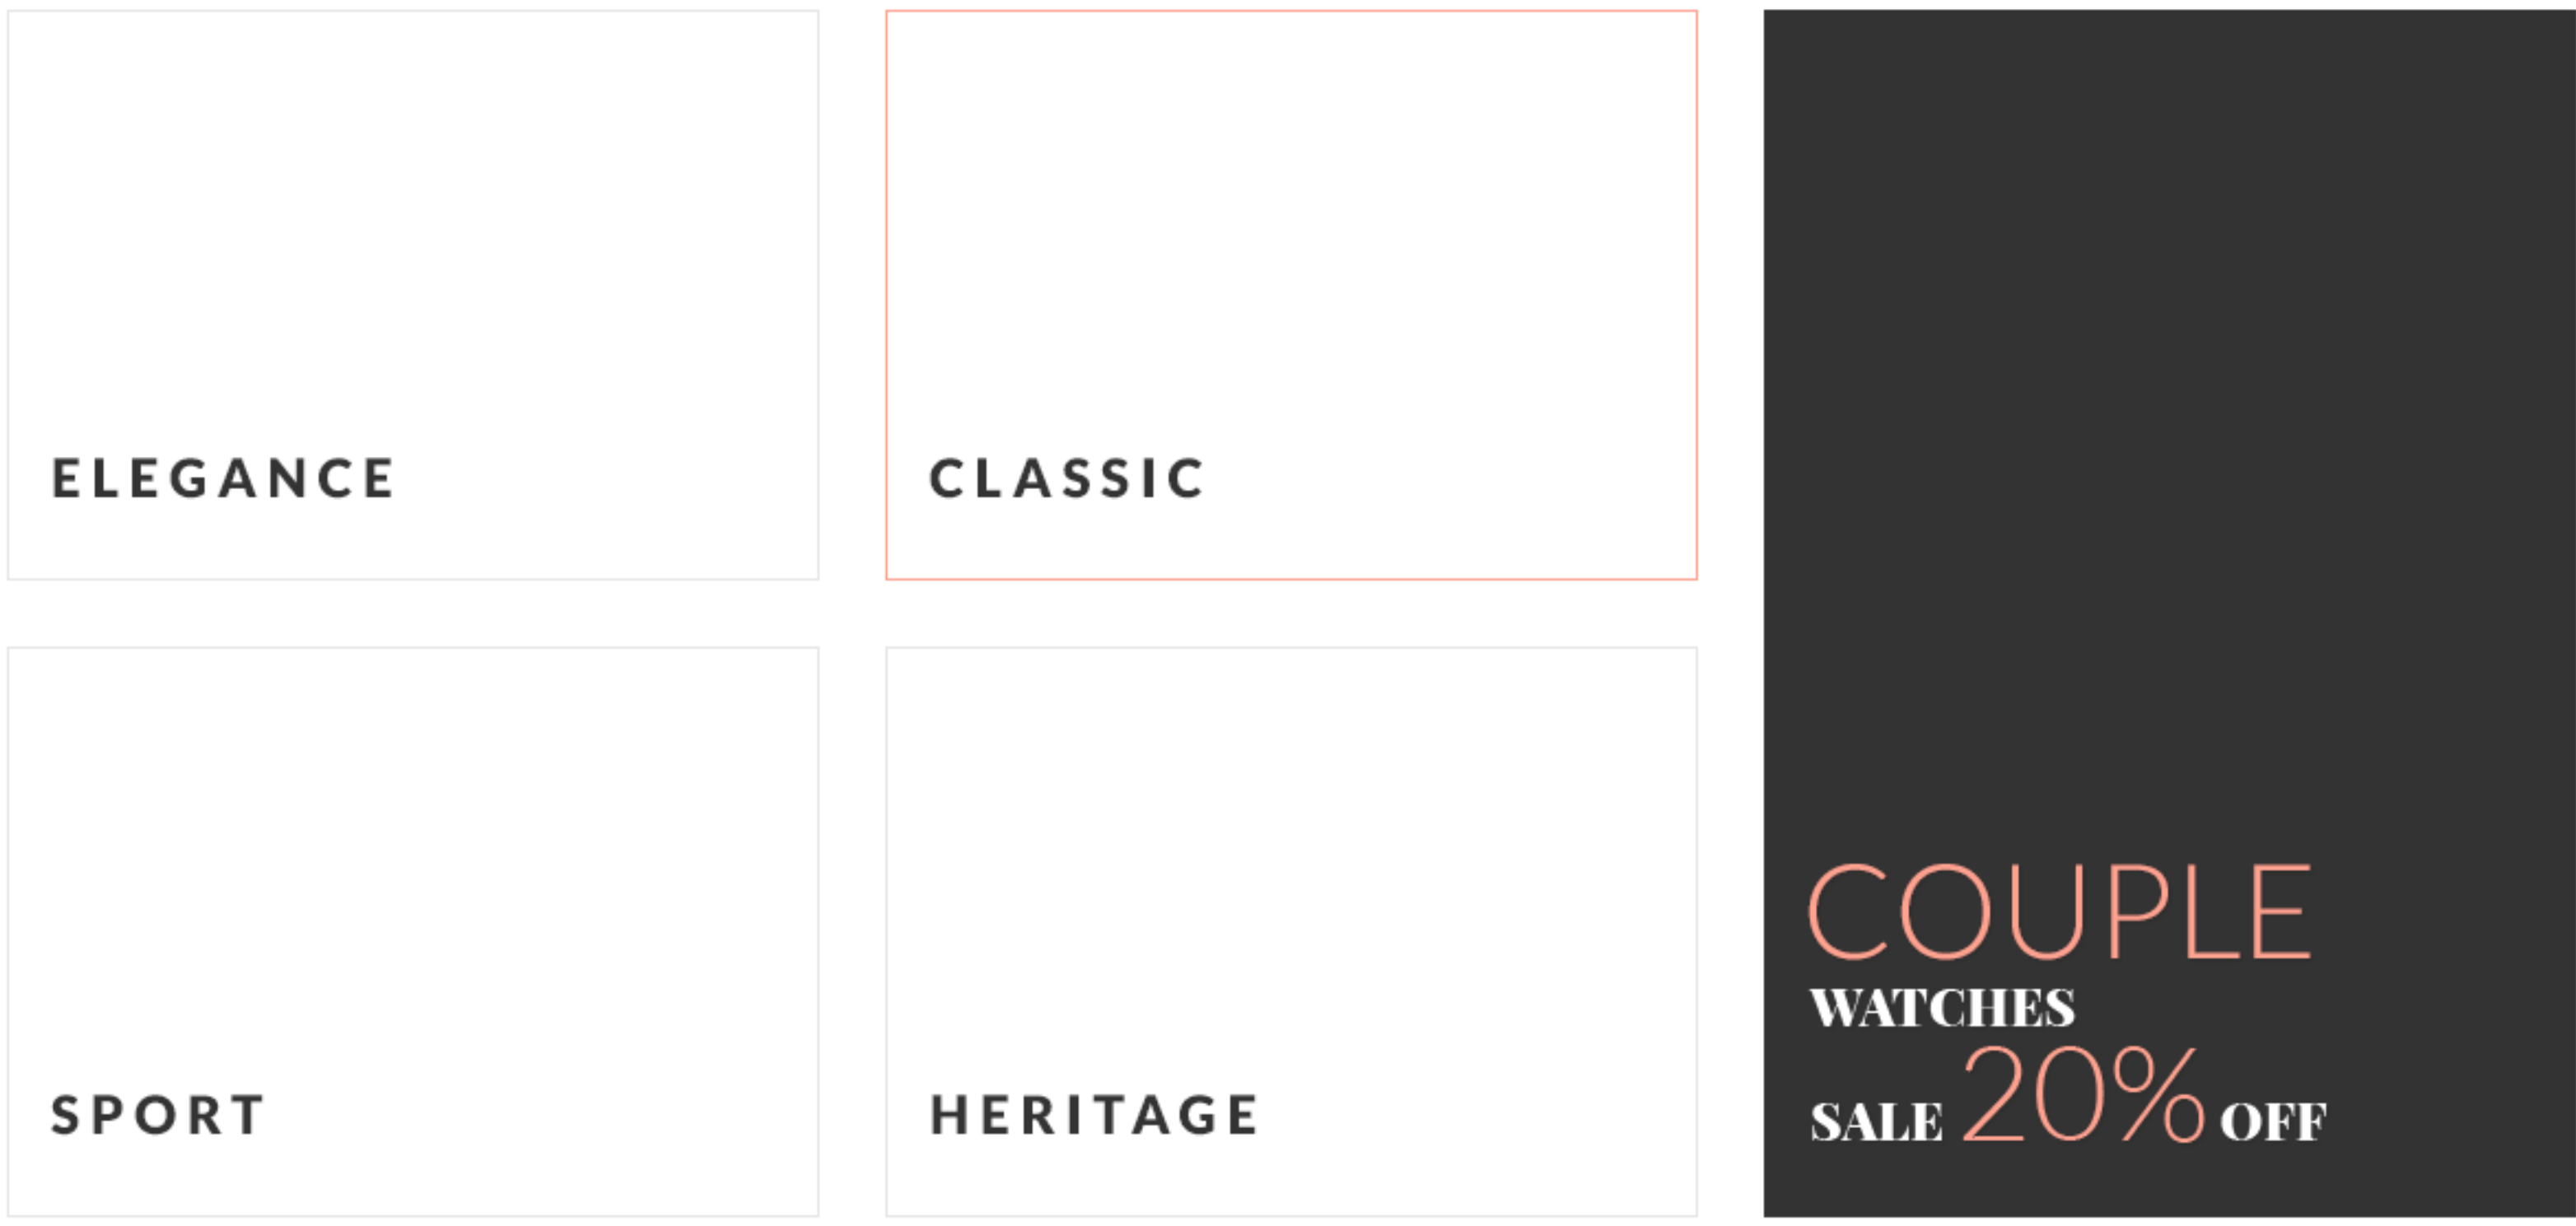 ELEGANCE
CLASSIC
SPORT
HERITAGE
COUPLE
WATCHES
SALE 20% OFF